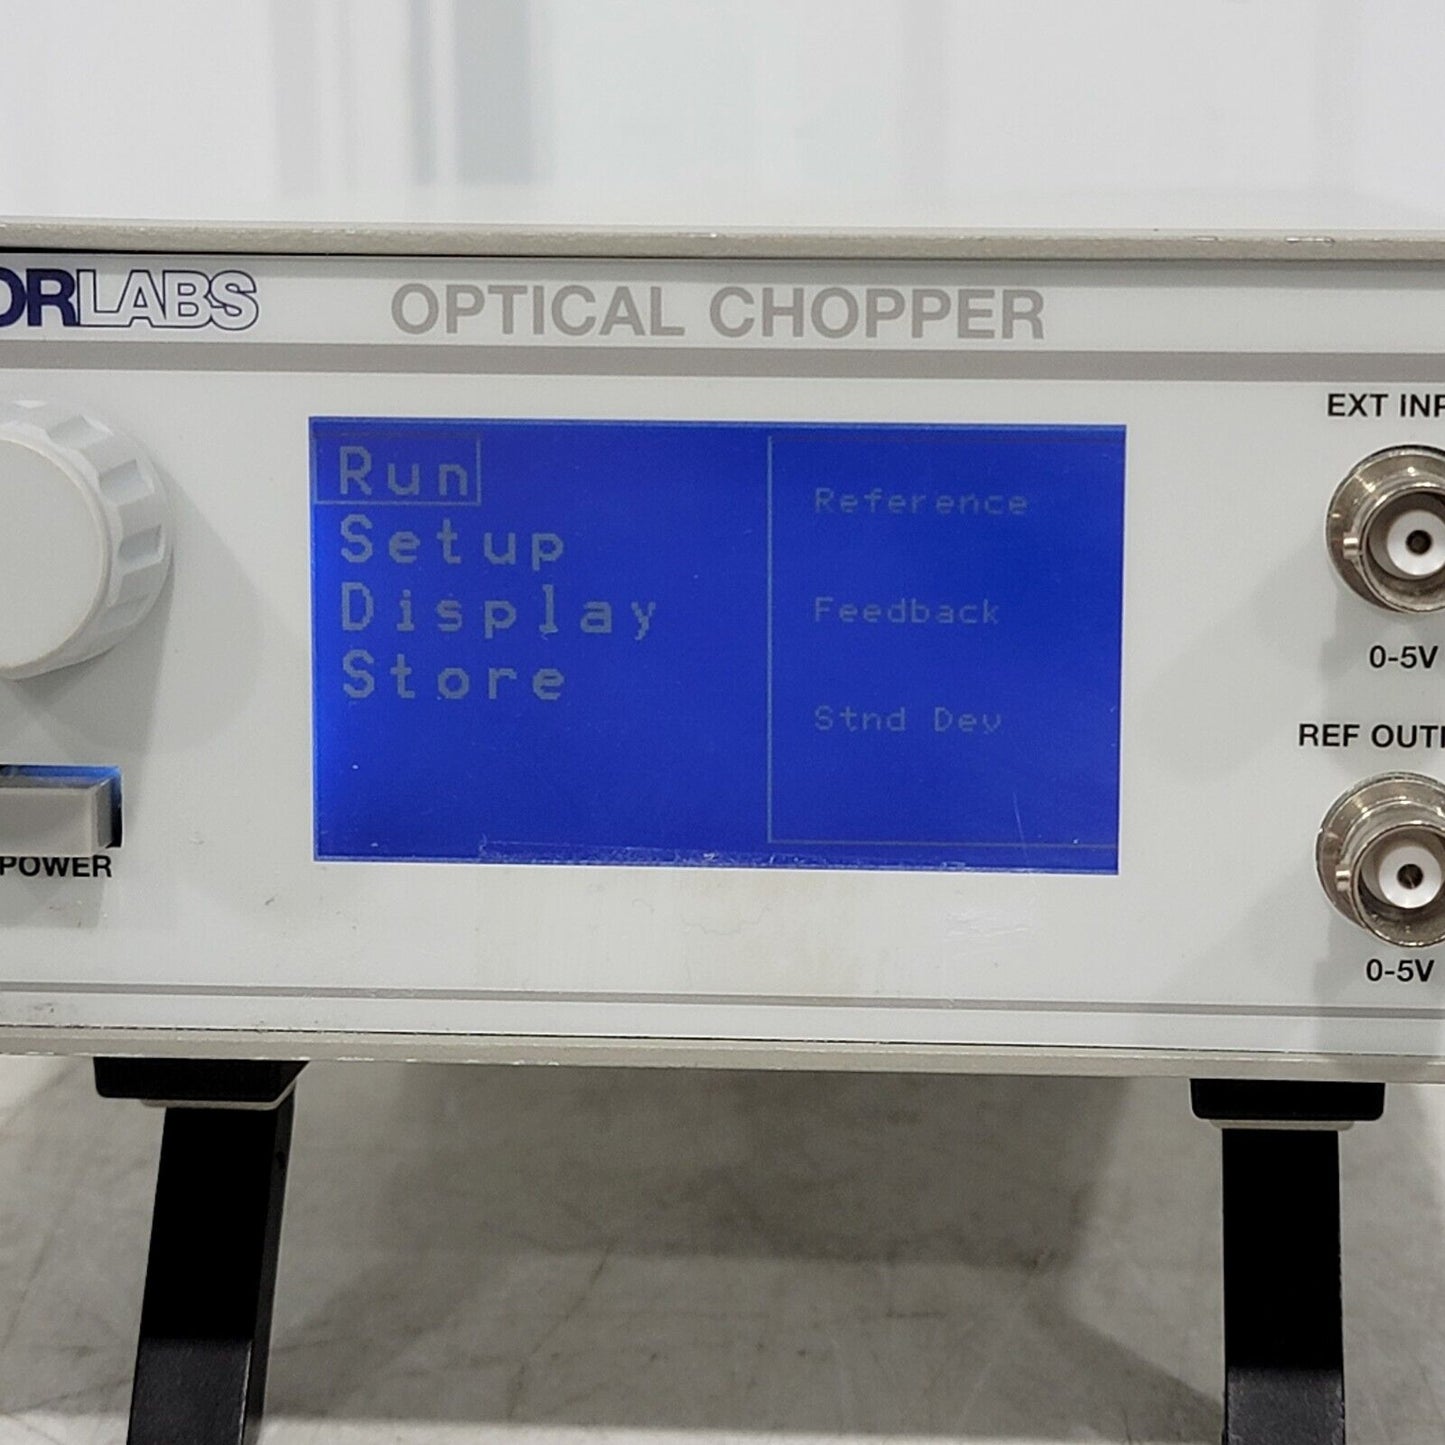 ORLABS
OPTICAL CHOPPER
EXT INP
Run
Setup
Display
Store
Reference
Feedback
Stnd Dev
0-5V
REF OUT
POWER
0-5V